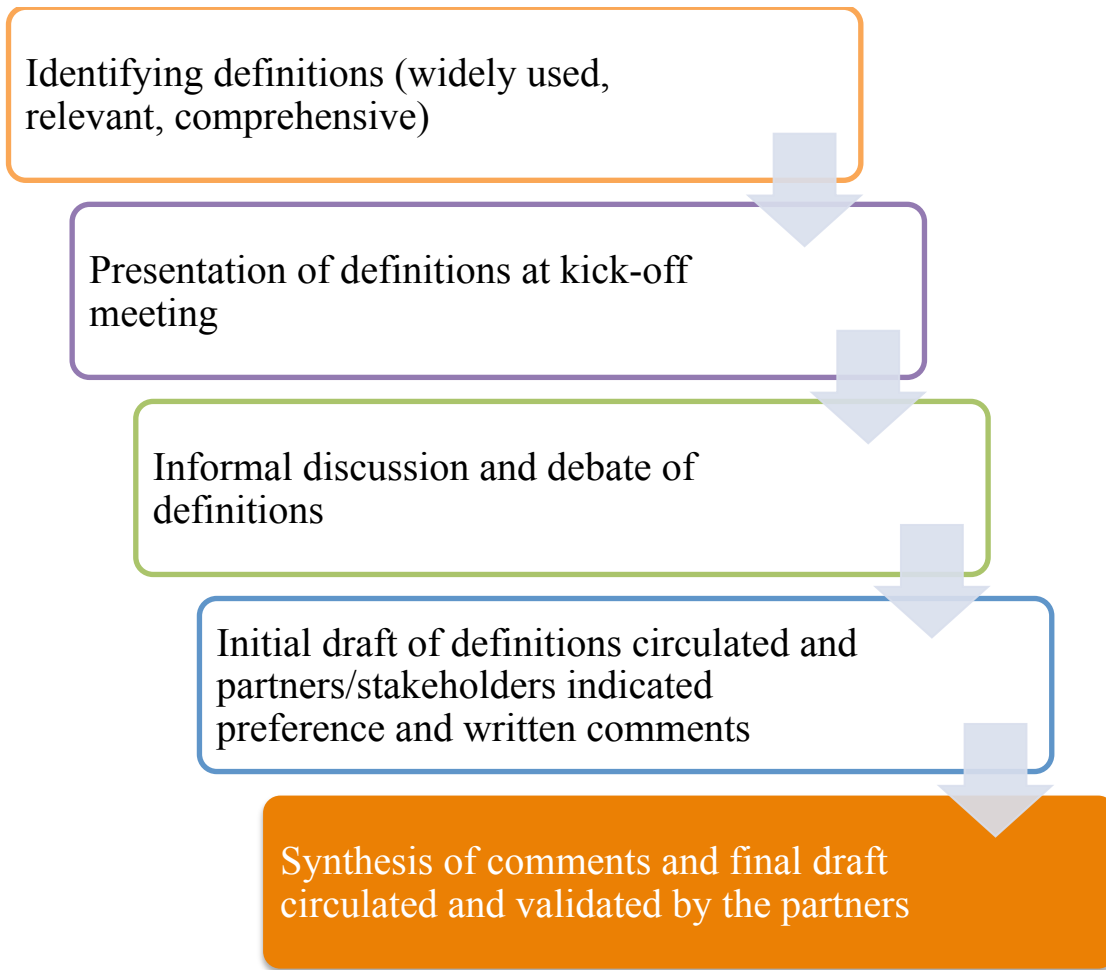 Identifying definitions (widely used,
relevant, comprehensive)
Presentation of definitions at kick-off
meeting
Informal discussion and debate of
definitions
Initial draft of definitions circulated and
partners/stakeholders indicated
preference and written comments
Synthesis of comments and final draft
circulated and validated by the partners